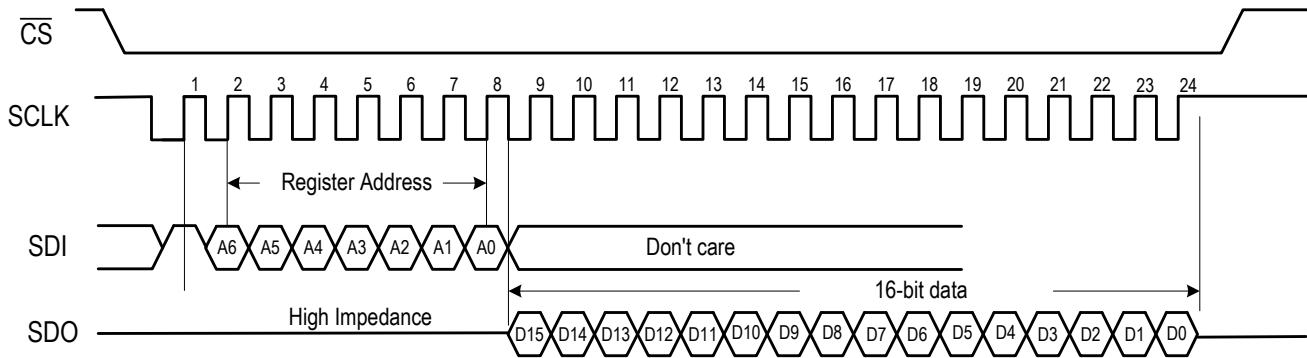 CS
SCLK
1 2 3 4 5 6 7 8 9 10 11 12 13 14 15 16 17 18 19 20 21 22 23 24
Register Address
SDI
A6 A5 A4 A3 A2 A1 A0
Don't care
16-bit data
High Impedance
SDO
D15 D14 D13 D12 D11 D10 D9 D8 D7 D6 D5 D4 D3 D2 D1 D0